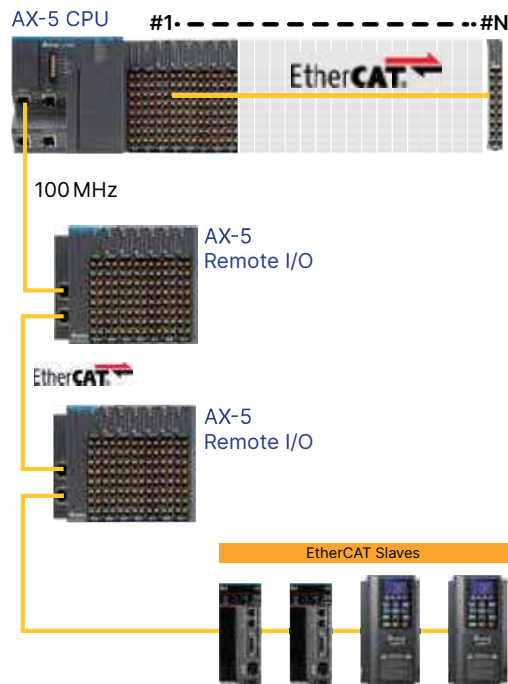 AX-5 CPU
#1
#N
EtherCAT
100 MHz
AX-5
Remote I/O
EtherCAT
AX-5
Remote I/O
EtherCAT Slaves